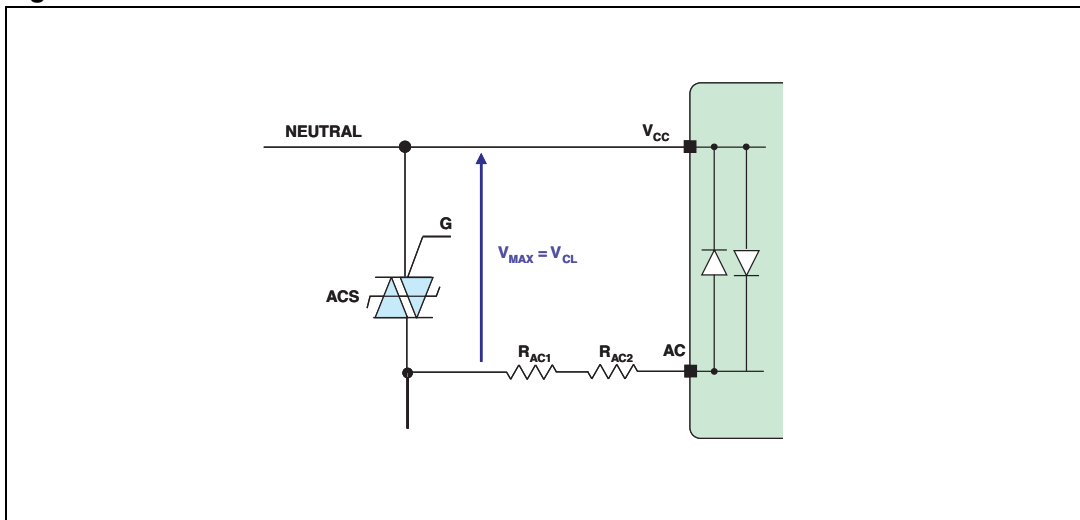 NEUTRAL
VCC
G
VMAX = VCL
ACS
RAC1
RAC2
AC